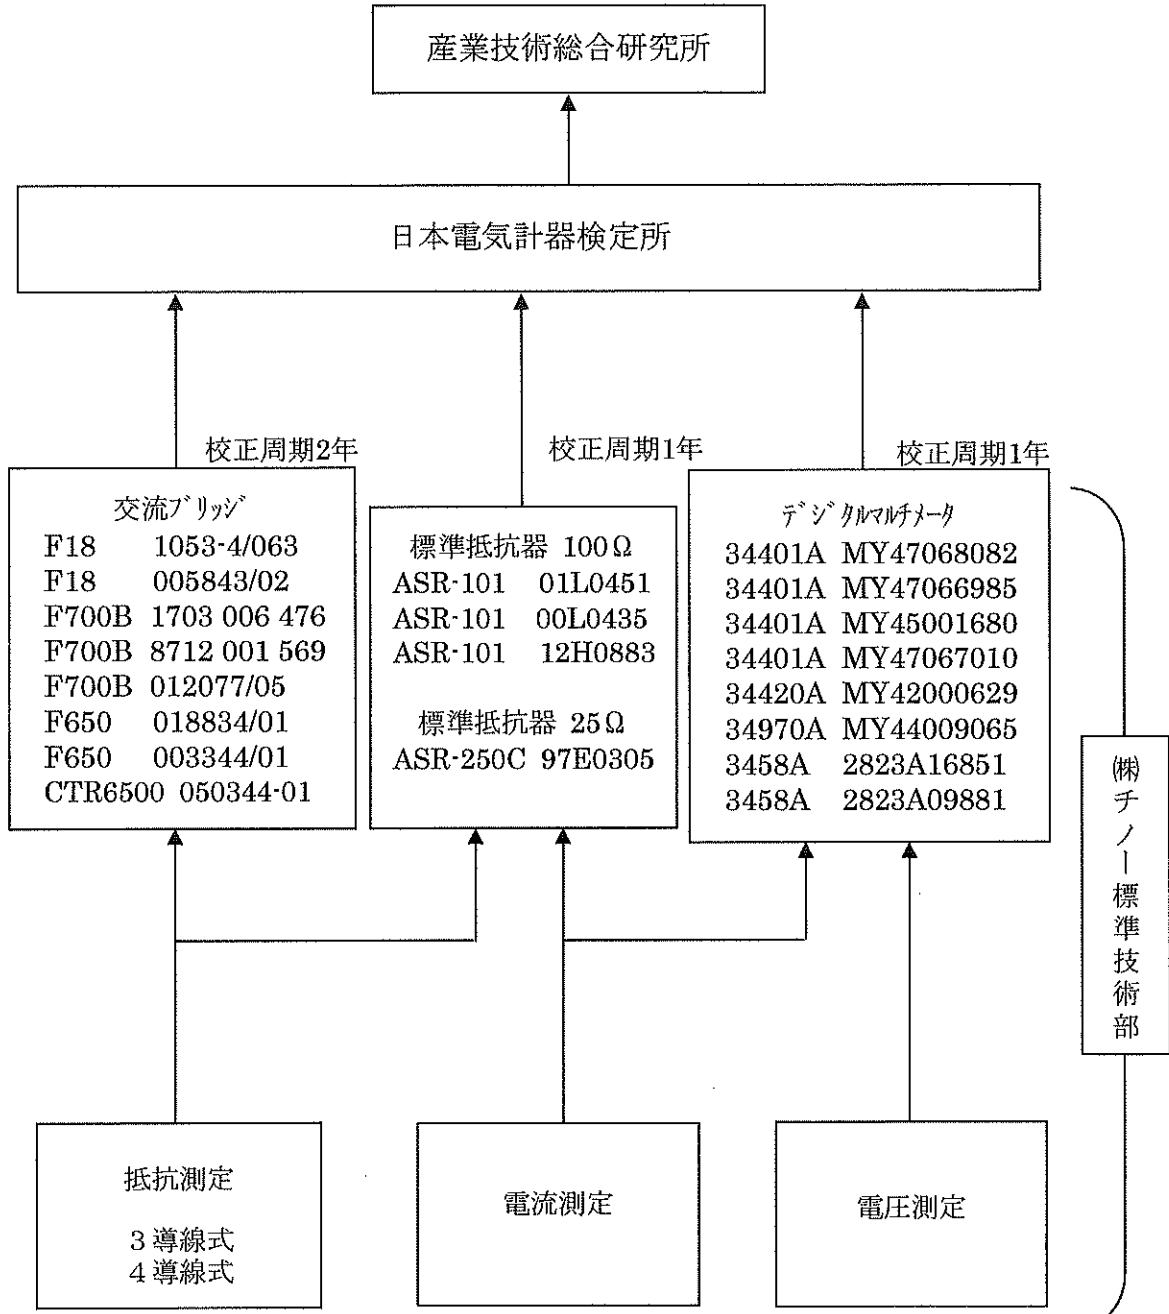 産業技術総合研究所
日本電気計器検定所
校正周期2年
校正周期1年
校正周期1年
交流ﾌﾞﾘｯｼﾞ
F18 1053-4/063
F18 005843/02
F700B 1703 006 476
F700B 8712 001 569
F700B 012077/05
F650 018834/01
F650 003344/01
CTR6500 050344-01
標準抵抗器 100Ω
ASR-101 01L0451
ASR-101 00L0435
ASR-101 12H0883
標準抵抗器 25Ω
ASR-250C 97E0305
ﾃﾞｼﾞﾀﾙﾏﾙﾁﾒｰﾀ
34401A MY47068082
34401A MY47066985
34401A MY45001680
34401A MY47067010
34420A MY42000629
34970A MY44009065
3458A 2823A16851
3458A 2823A09881
㈱チノー標準技術部
抵抗測定
3導線式
4導線式
電流測定
電圧測定